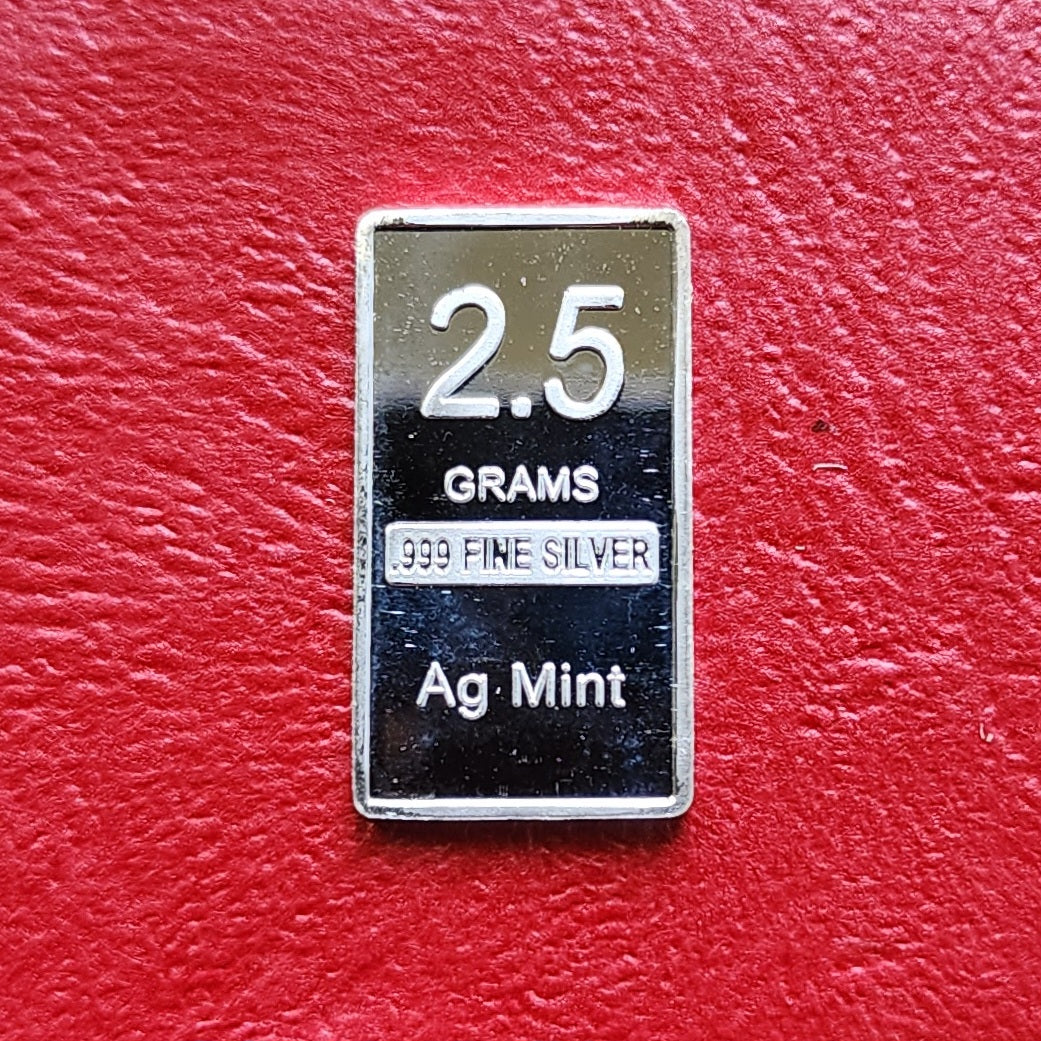 2.5
GRAMS
.999 FINE SILVER
Ag Mint